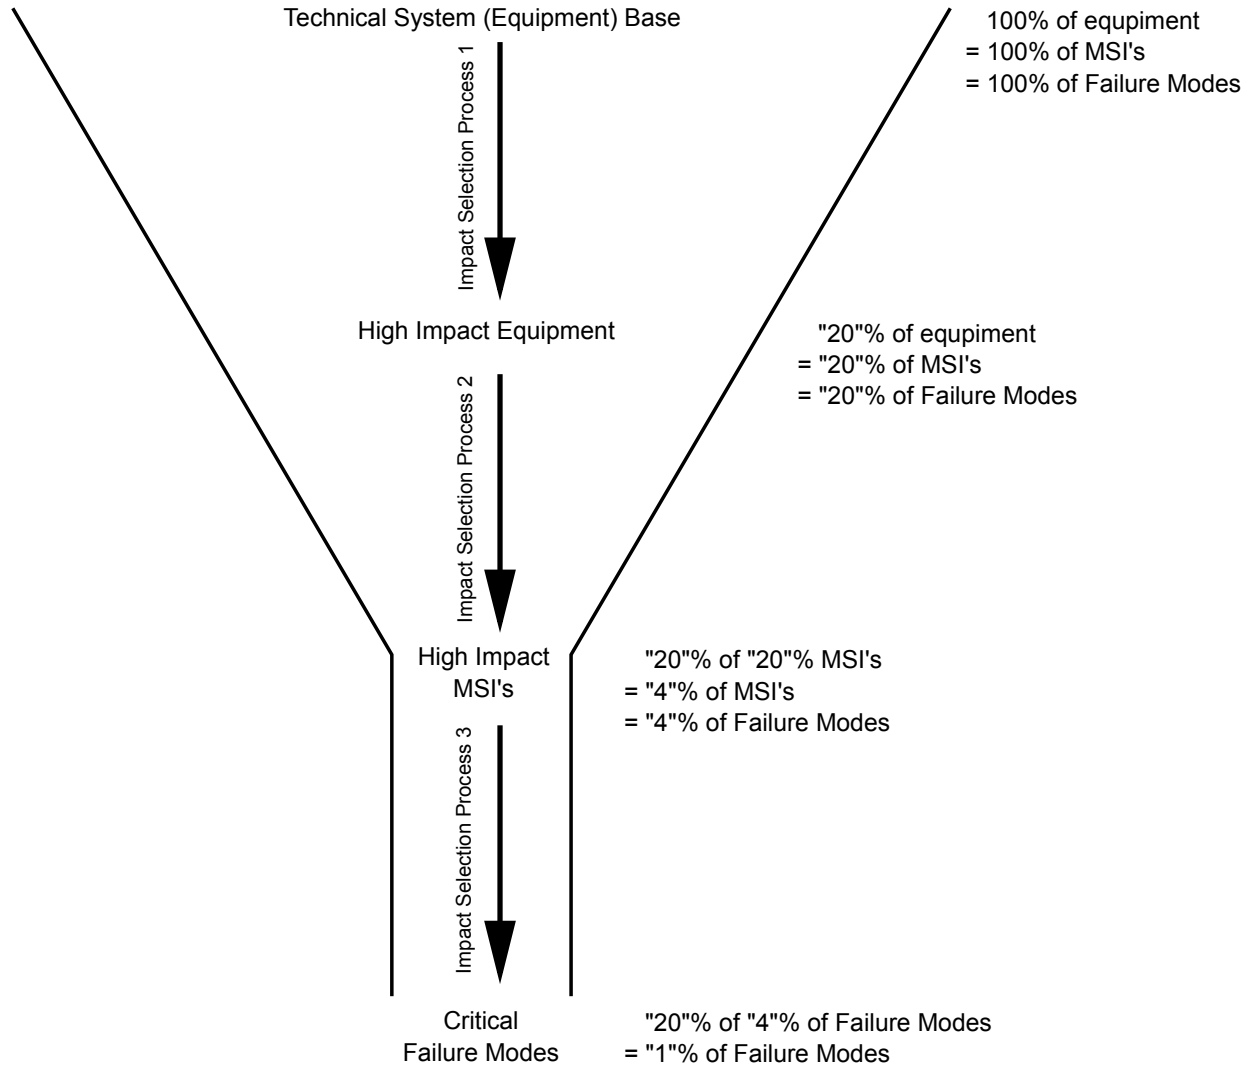 Technical System (Equipment) Base
100% of equpiment
= 100% of MSI's
= 100% of Failure Modes
Impact Selection Process 1
High Impact Equipment
"20"% of equpiment
= "20"% of MSI's
= "20"% of Failure Modes
Impact Selection Process 2
High Impact
MSI's
"20"% of "20"% MSI's
= "4"% of MSI's
= "4"% of Failure Modes
Impact Selection Process 3
Critical
Failure Modes
"20"% of "4"% of Failure Modes
= "1"% of Failure Modes